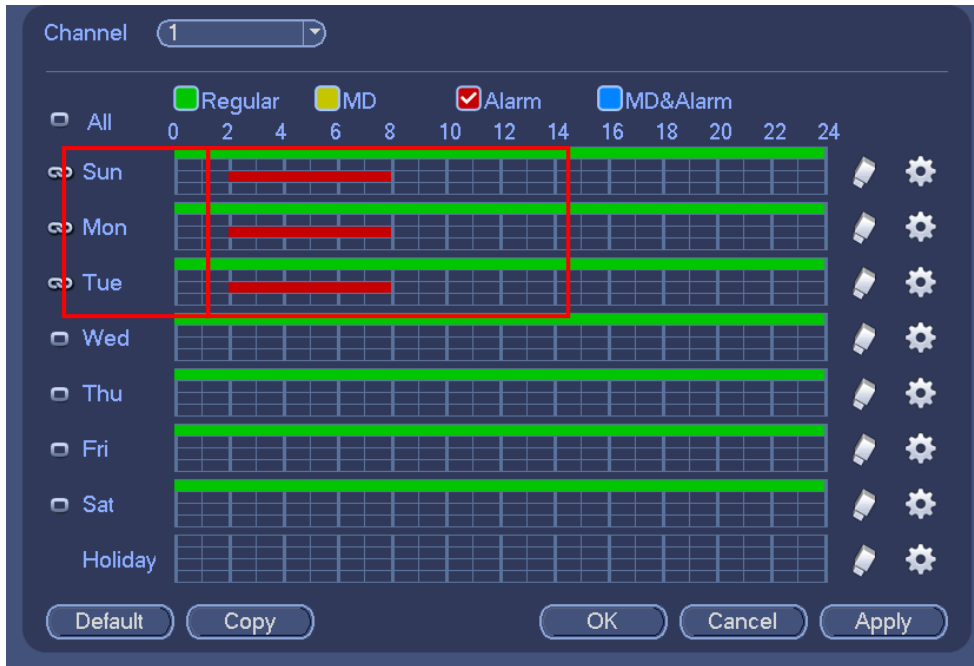 Channel 1
Regular MD Alarm MD&Alarm
All 0 2 4 6 8 10 12 14 16 18 20 22 24
Sun
Mon
Tue
Wed
Thu
Fri
Sat
Holiday
Default Copy OK Cancel Apply